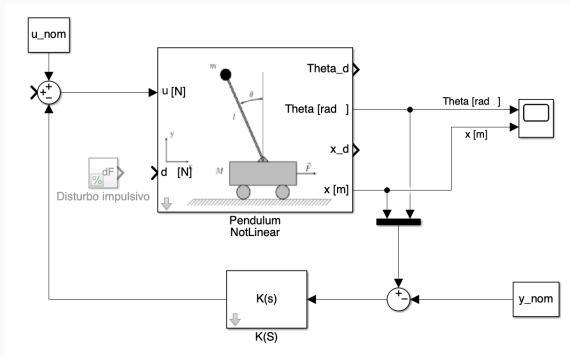 u_nom
Theta_d
u [N]
Theta [rad ]
Theta [rad . ]
x [m]
x_d
d [N]
dF
%
Disturbo impulsivo
x [m]
m
θ
l
y
M
F
Pendulum
NotLinear
K(s)
K(S)
y_nom